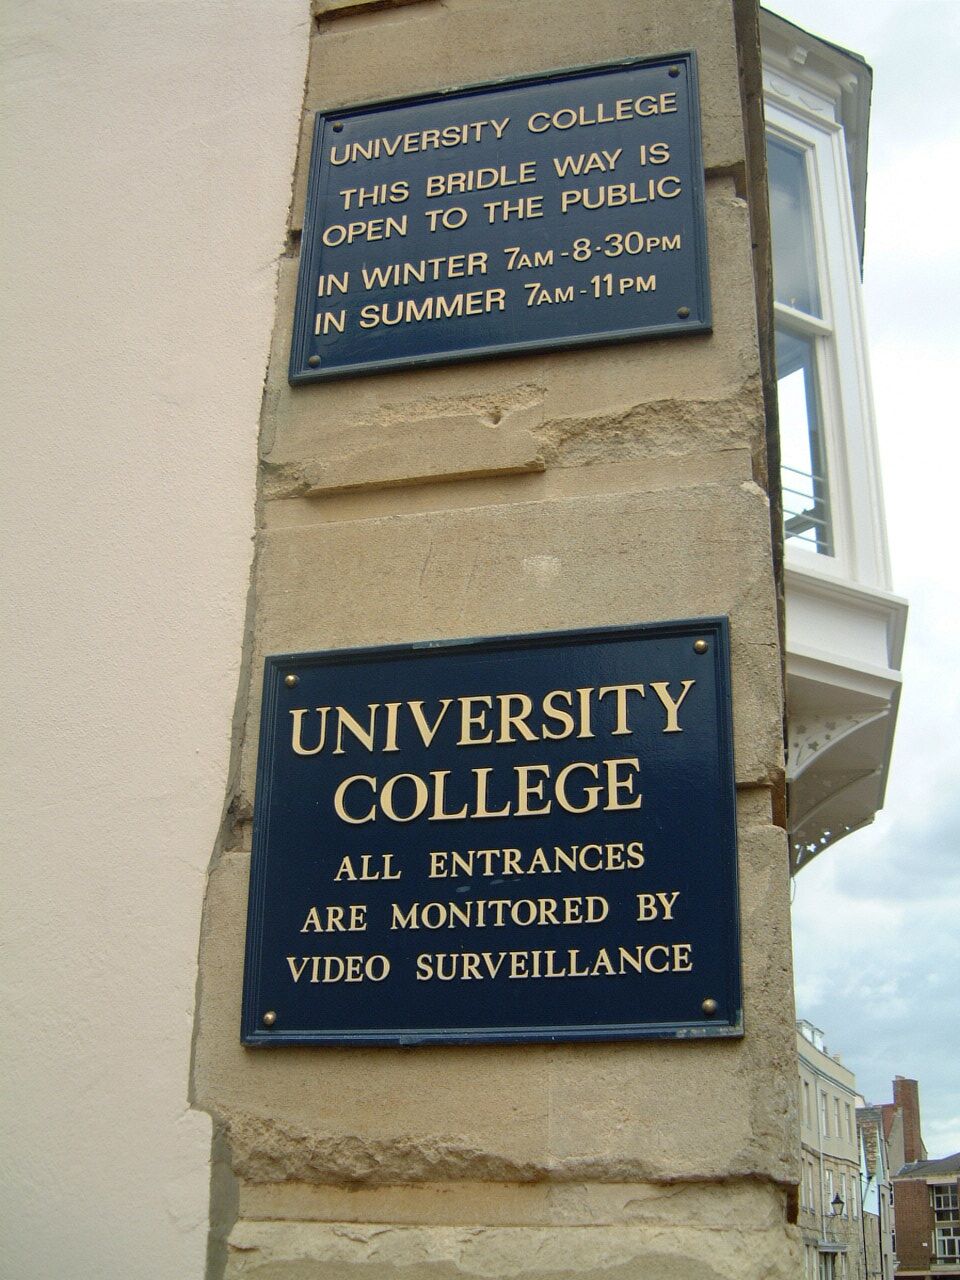 UNIVERSITY COLLEGE
THIS BRIDLE WAY IS
OPEN TO THE PUBLIC
IN WINTER 7AM-8·30PM
IN SUMMER 7AM-11PM
UNIVERSITY
COLLEGE
ALL ENTRANCES
ARE MONITORED BY
VIDEO SURVEILLANCE